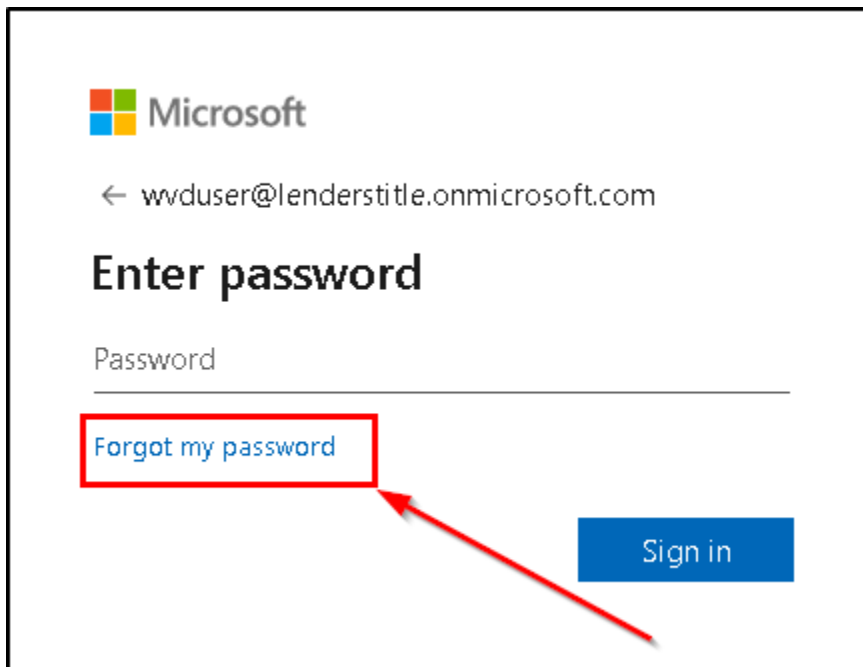 Microsoft
← wvduser@lenderstitle.onmicrosoft.com
Enter password
Password
Forgot my password
Sign in